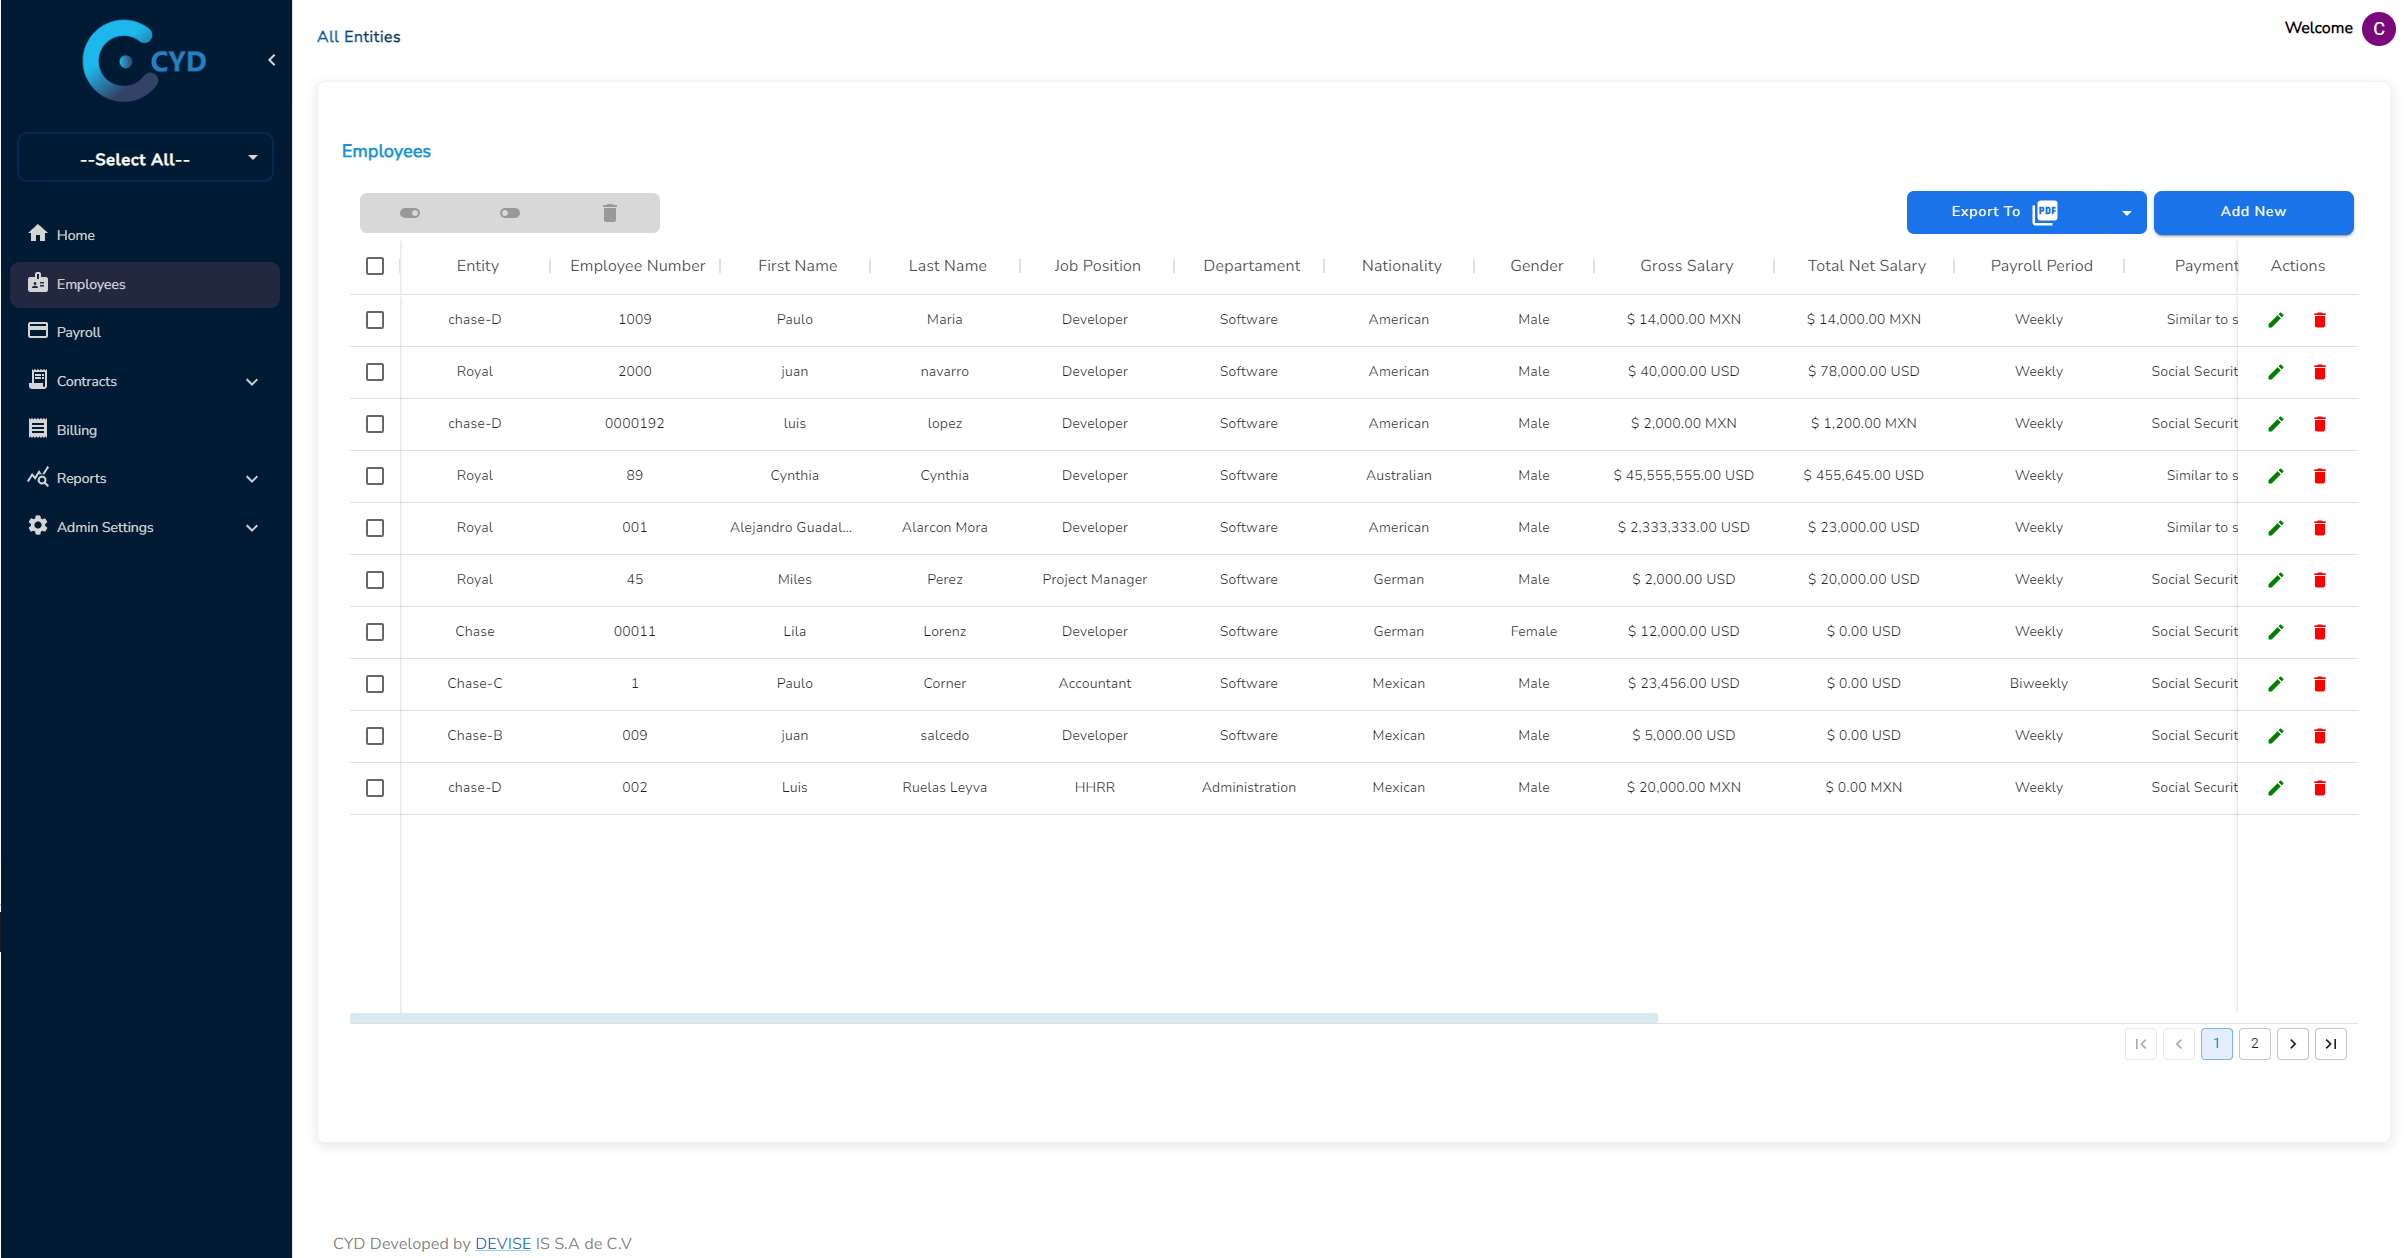 CYD
All Entities
Welcome C
--Select All--
Home
Employees
Payroll
Contracts
Billing
Reports
Admin Settings
Employees
Export To PDF
Add New
Entity Employee Number First Name Last Name Job Position Departament Nationality Gender Gross Salary Total Net Salary Payroll Period Payment Actions
chase-D 1009 Paulo Maria Developer Software American Male $ 14,000.00 MXN $ 14,000.00 MXN Weekly Similar to s
Royal 2000 juan navarro Developer Software American Male $ 40,000.00 USD $ 78,000.00 USD Weekly Social Securit
chase-D 0000192 luis lopez Developer Software American Male $ 2,000.00 MXN $ 1,200.00 MXN Weekly Social Securit
Royal 89 Cynthia Cynthia Developer Software Australian Male $ 45,555,555.00 USD $ 455,645.00 USD Weekly Similar to s
Royal 001 Alejandro Guadal... Alarcon Mora Developer Software American Male $ 2,333,333.00 USD $ 23,000.00 USD Weekly Similar to s
Royal 45 Miles Perez Project Manager Software German Male $ 2,000.00 USD $ 20,000.00 USD Weekly Social Securit
Chase 00011 Lila Lorenz Developer Software German Female $ 12,000.00 USD $ 0.00 USD Weekly Social Securit
Chase-C 1 Paulo Corner Accountant Software Mexican Male $ 23,456.00 USD $ 0.00 USD Biweekly Social Securit
Chase-B 009 juan salcedo Developer Software Mexican Male $ 5,000.00 USD $ 0.00 USD Weekly Social Securit
chase-D 002 Luis Ruelas Leyva HHRR Administration Mexican Male $ 20,000.00 MXN $ 0.00 MXN Weekly Social Securit
1 2
CYD Developed by DEVISE IS S.A de C.V